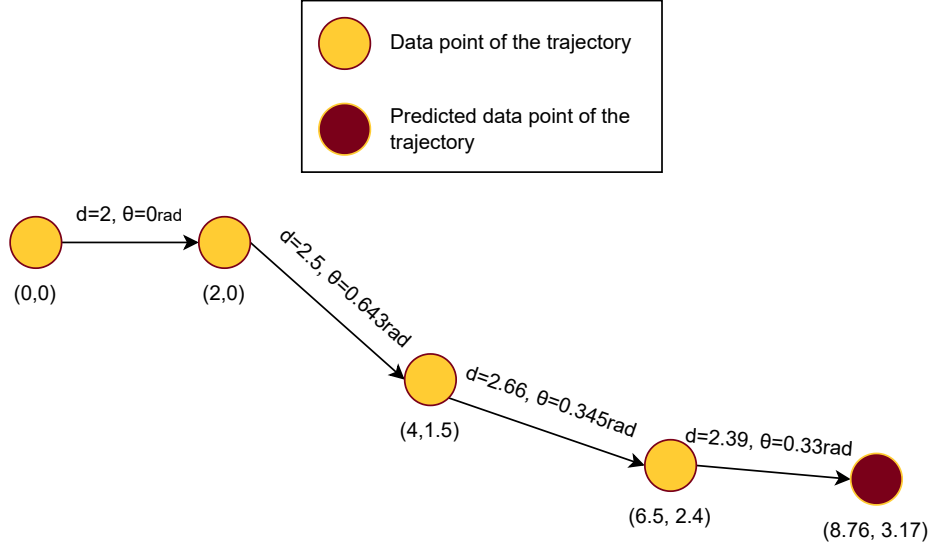 Data point of the trajectory
Predicted data point of the
trajectory
d=2, θ=0rad
d=2.5, θ=0.643rad
(0,0)
(2,0)
d=2.66, θ=0.345rad
(4,1.5)
d=2.39, θ=0.33rad
(6.5, 2.4)
(8.76, 3.17)